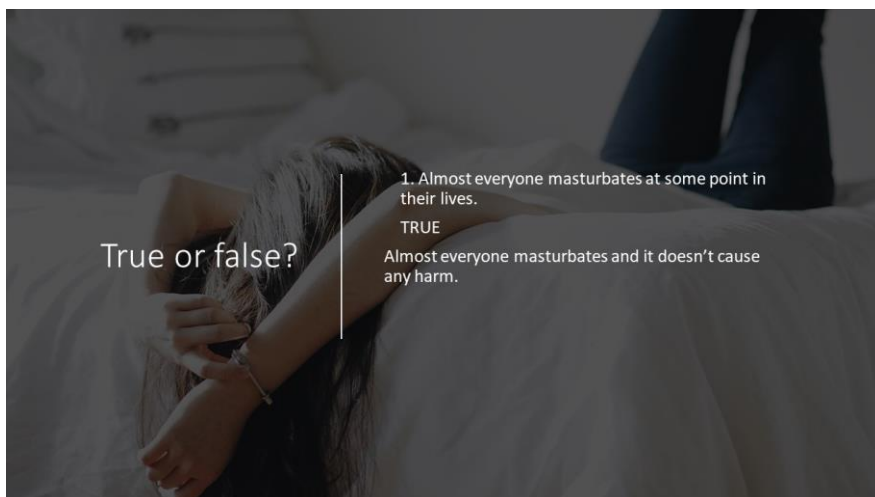 True or false?
1. Almost everyone masturbates at some point in
their lives.
TRUE
Almost everyone masturbates and it doesn’t cause
any harm.